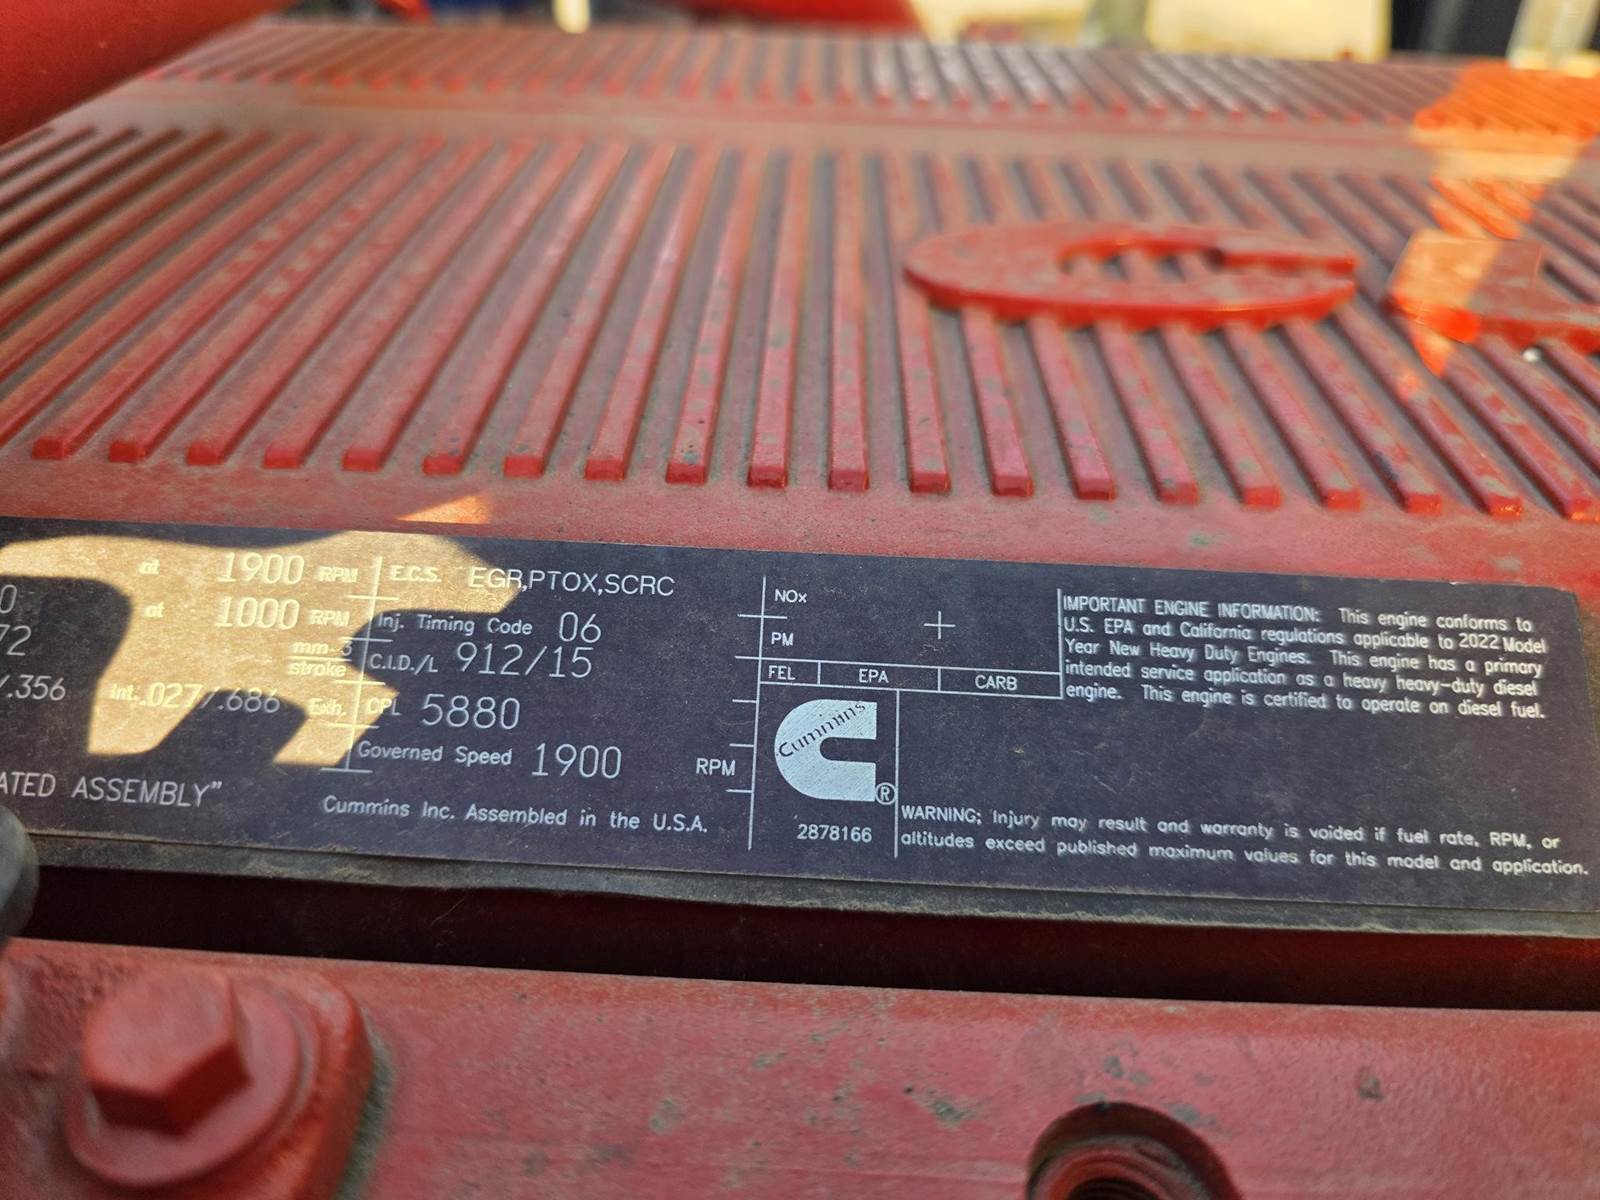 0 at 1900 RPM
72 at 1000 RPM
mm-3
stroke
/.356 Int. .027/.686 Exh.
ATED ASSEMBLY"
E.C.S. EGR,PTOX,SCRC
Inj. Timing Code 06
C.I.D./L 912/15
CPL 5880
Governed Speed 1900 RPM
Cummins Inc. Assembled in the U.S.A.
NOx
PM
FEL EPA CARB
Cummins
®
2878166
IMPORTANT ENGINE INFORMATION: This engine conforms to
U.S. EPA and California regulations applicable to 2022 Model
Year New Heavy Duty Engines. This engine has a primary
intended service application as a heavy heavy-duty diesel
engine. This engine is certified to operate on diesel fuel.
WARNING; Injury may result and warranty is voided if fuel rate, RPM, or
altitudes exceed published maximum values for this model and application.